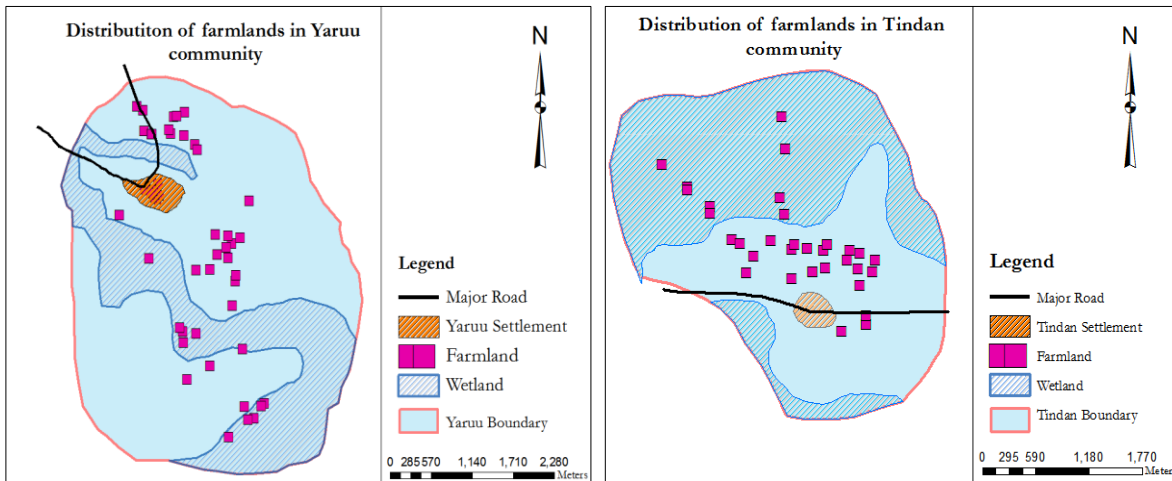 Distributiton of farmlands in Yaruu
community
N
Legend
Major Road
Yaruu Settlement
Farmland
Wetland
Yaruu Boundary
0 285570 1,140 1,710 2,280
Meters
Distribution of farmlands in Tindan
community
N
Legend
Major Road
Tindan Settlement
Farmland
Wetland
Tindan Boundary
0 295 590 1,180 1,770
Meters